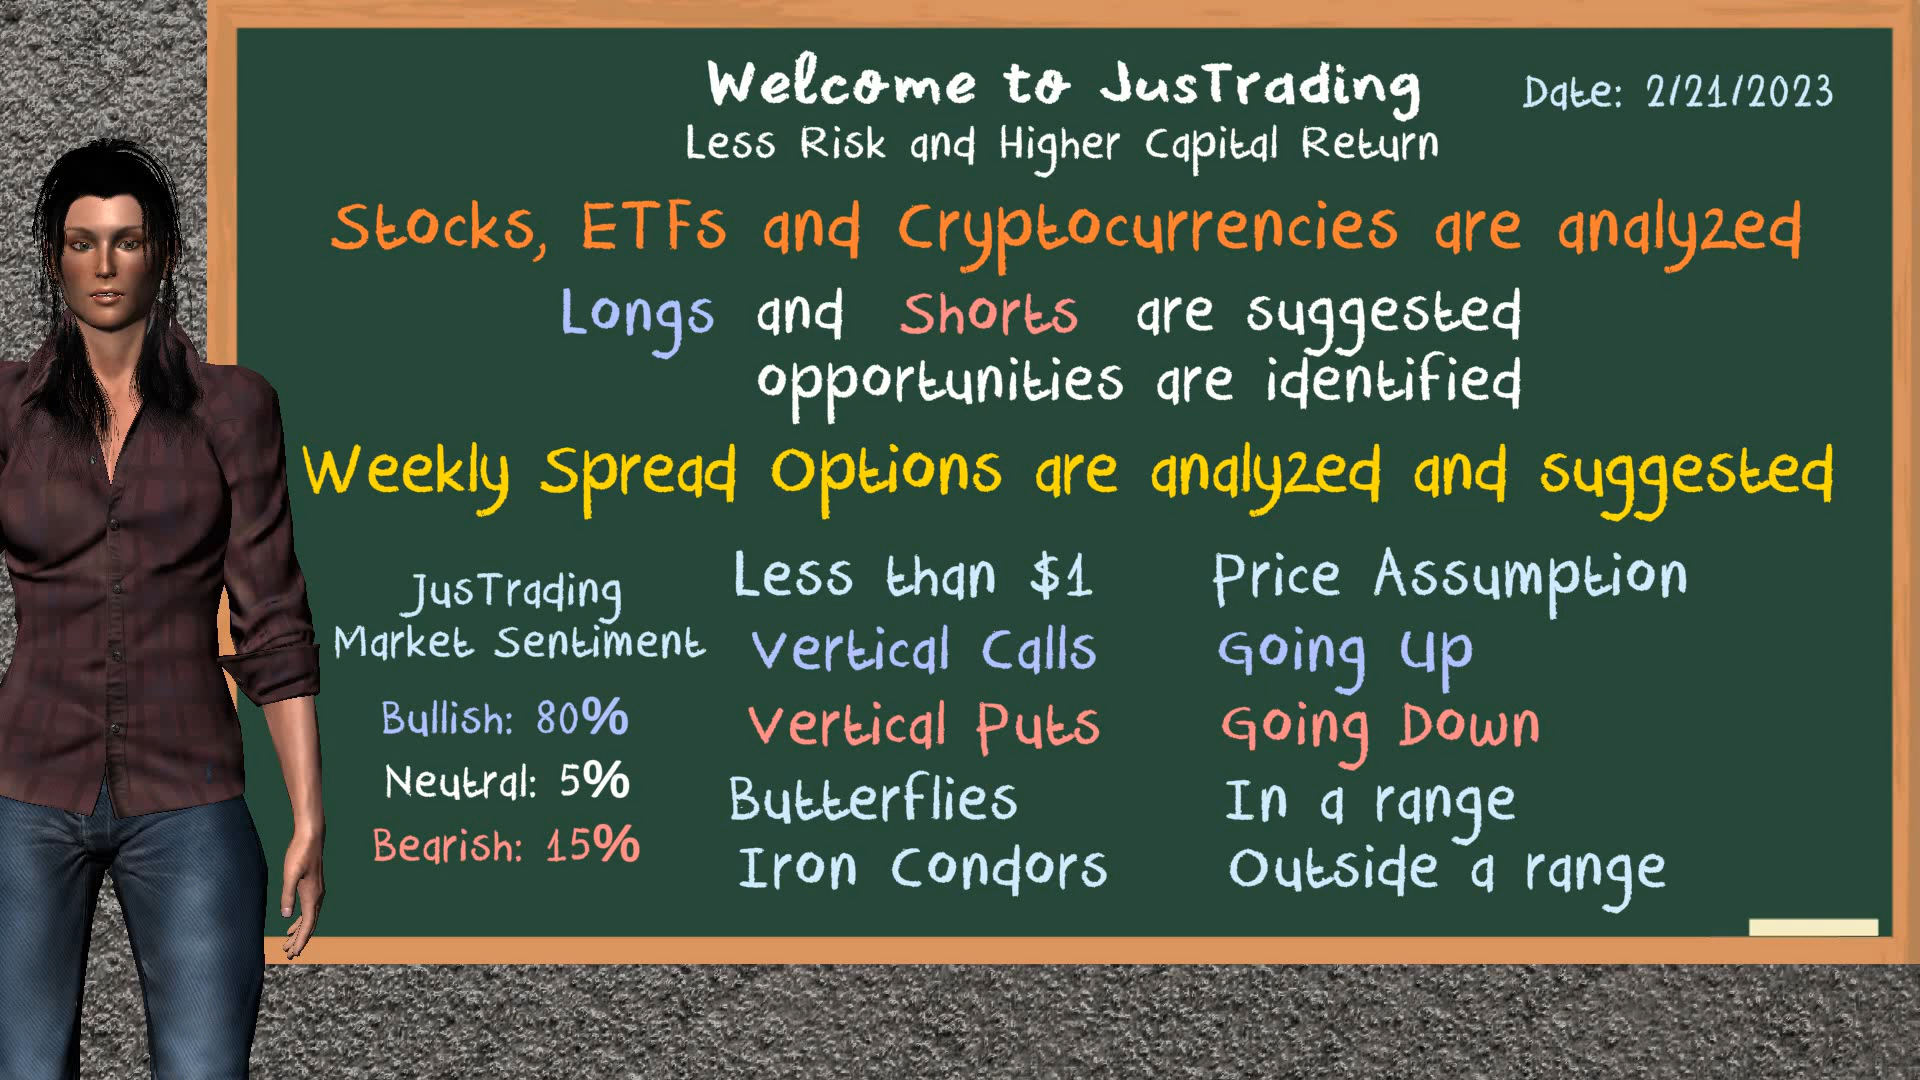 Welcome to JusTrading
Date: 2/21/2023
Less Risk and Higher Capital Return
Stocks, ETFs and Cryptocurrencies are analyzed
Longs and Shorts are suggested
opportunities are identified
Weekly Spread Options are analyzed and suggested
JusTrading
Market Sentiment
Bullish: 80%
Neutral: 5%
Bearish: 15%
Less than $1 Price Assumption
Vertical Calls Going Up
Vertical Puts Going Down
Butterflies In a range
Iron Condors Outside a range